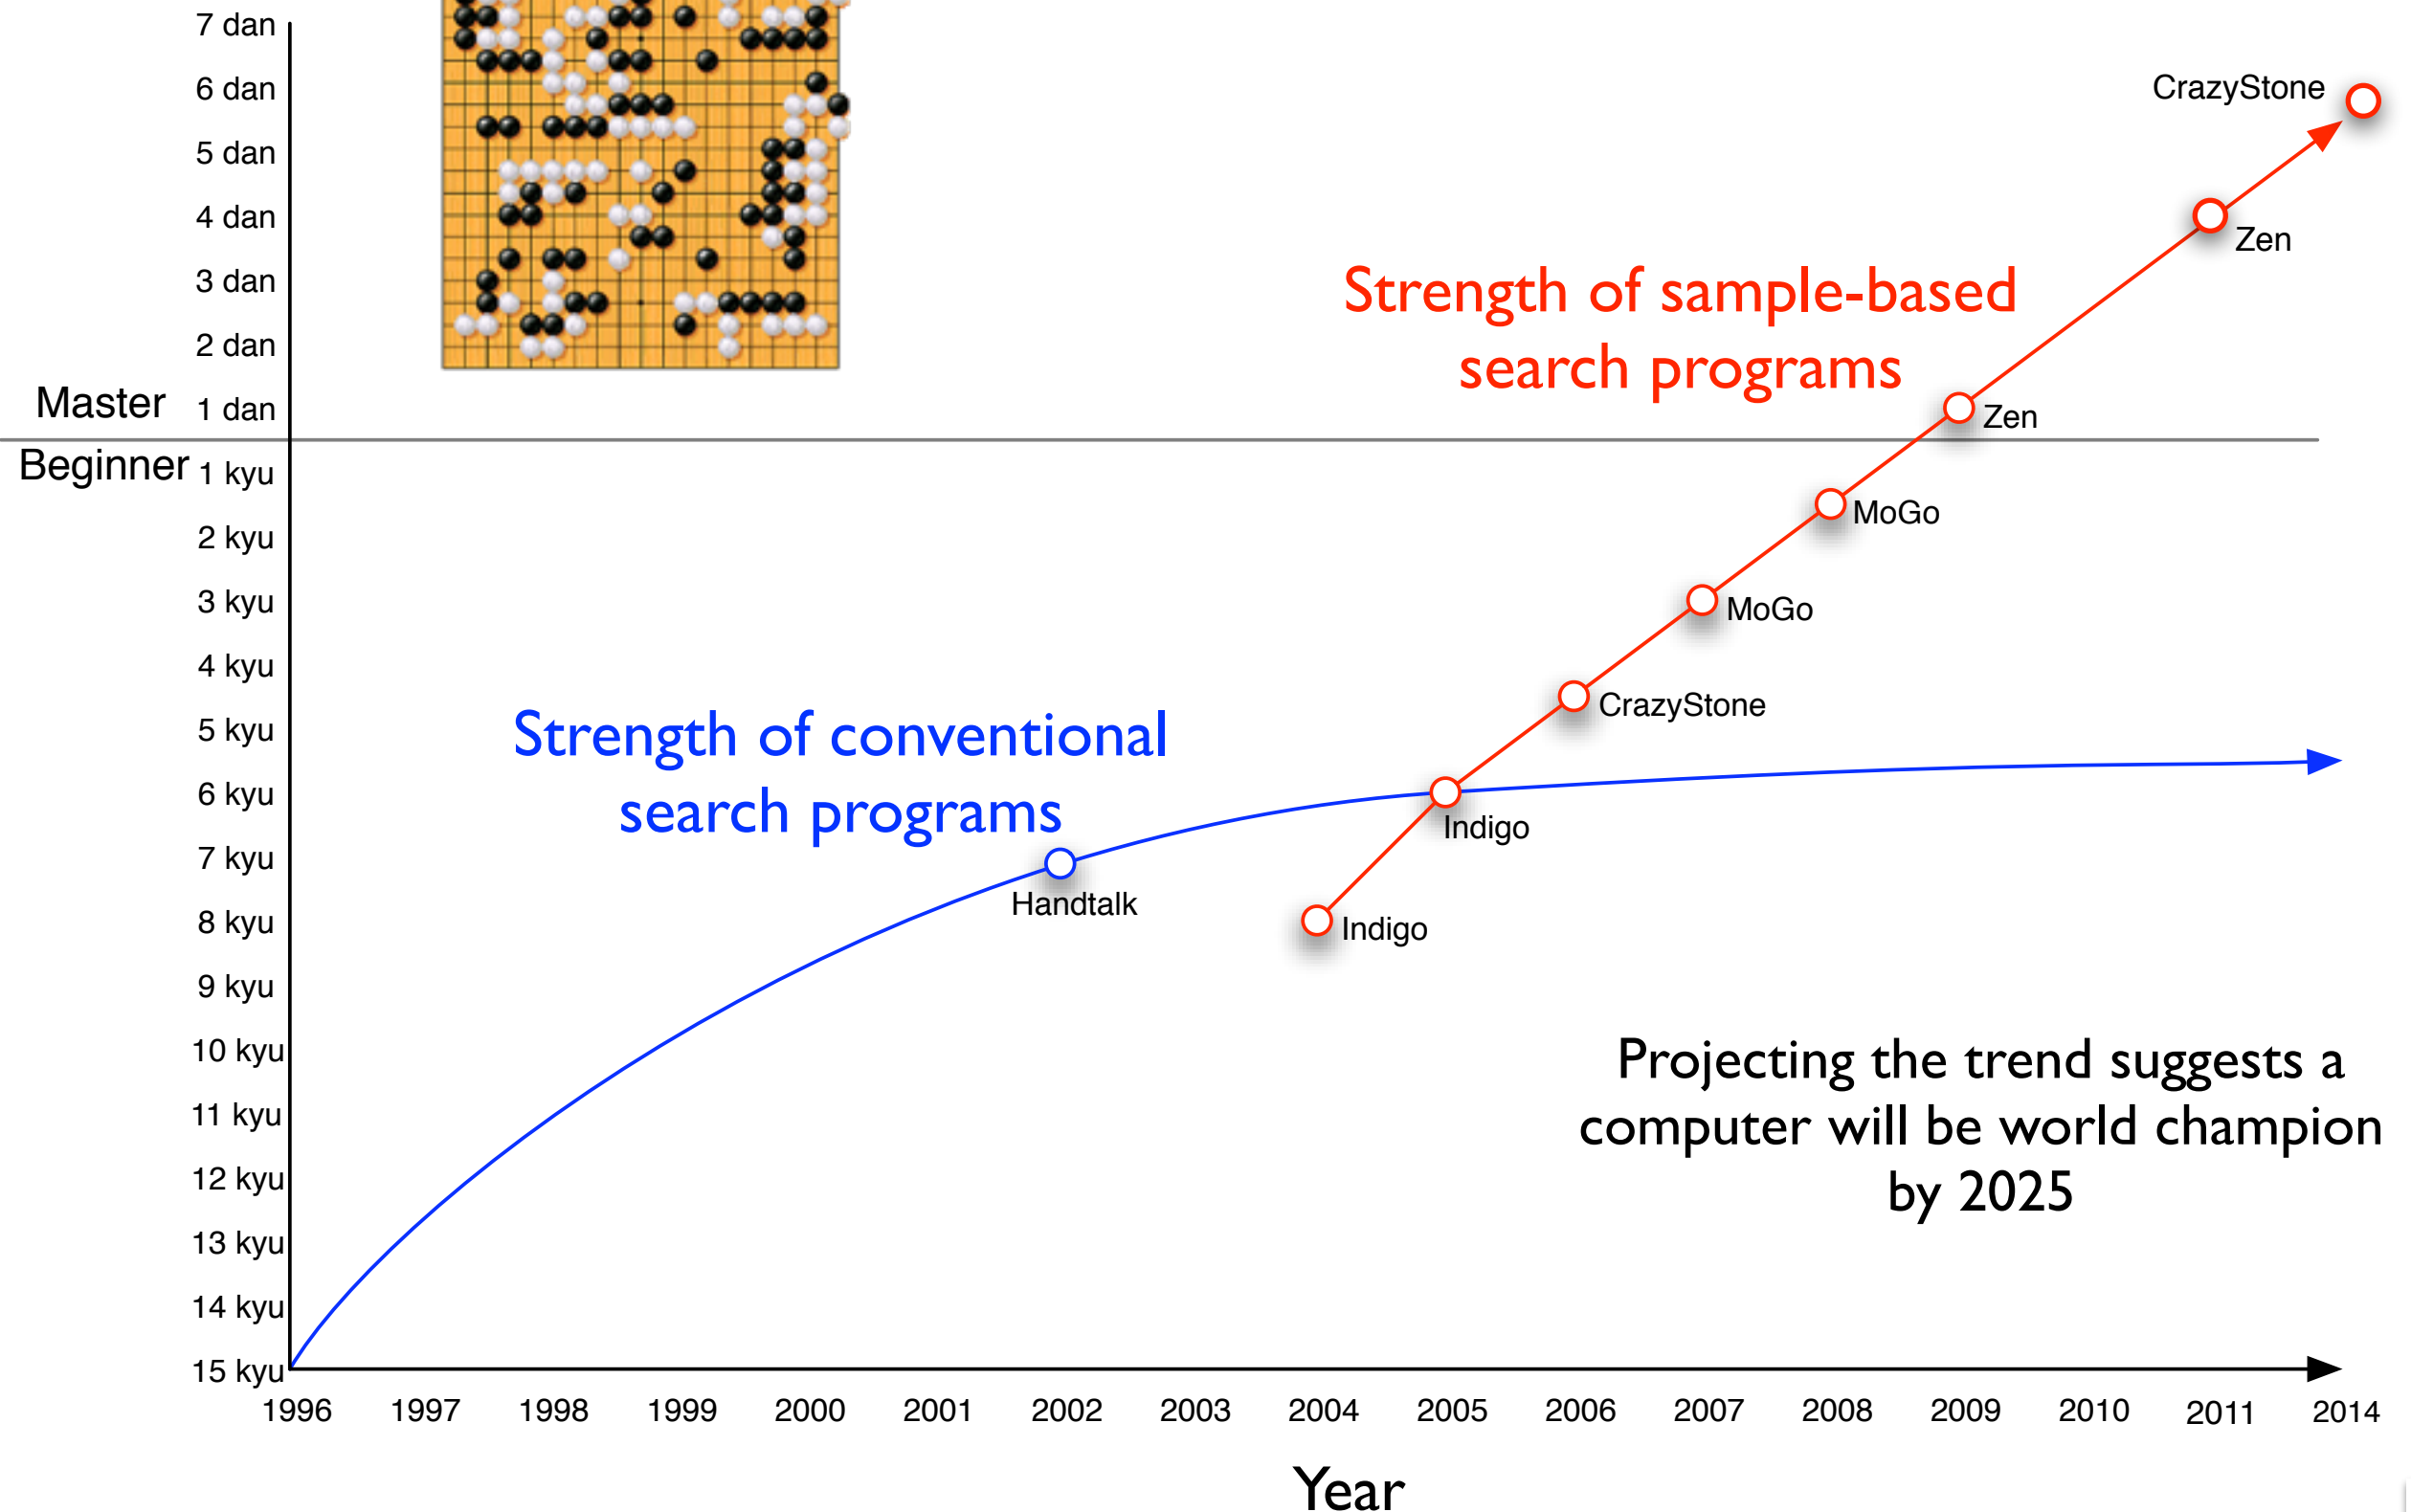 7 dan
6 dan
5 dan
4 dan
3 dan
2 dan
Master
1 dan
Beginner
1 kyu
2 kyu
3 kyu
4 kyu
5 kyu
6 kyu
7 kyu
8 kyu
9 kyu
10 kyu
11 kyu
12 kyu
13 kyu
14 kyu
15 kyu
CrazyStone
Zen
Strength of sample-based
search programs
Zen
MoGo
MoGo
CrazyStone
Strength of conventional
search programs
Indigo
Handtalk
Indigo
Projecting the trend suggests a
computer will be world champion
by 2025
1996 1997 1998 1999 2000 2001 2002 2003 2004 2005 2006 2007 2008 2009 2010 2011 2014
Year